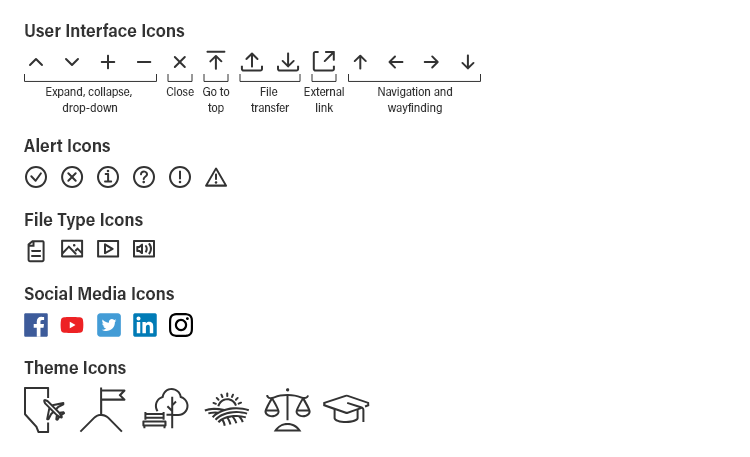 User Interface Icons
Expand, collapse,
drop-down
Close
Go to
top
File
transfer
External
link
Navigation and
wayfinding
Alert Icons
File Type Icons
Social Media Icons
Theme Icons